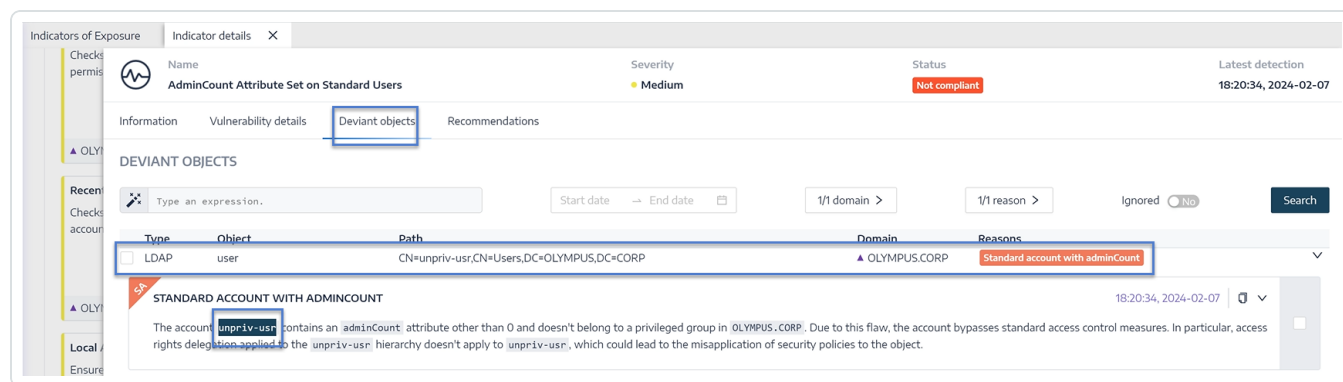 Indicators of Exposure
Indicator details
Checks
permis
Name
Severity
Status
Latest detection
AdminCount Attribute Set on Standard Users
Medium
Not compliant
18:20:34, 2024-02-07
Information
Vulnerability details
Deviant objects
Recommendations
OLYM
DEVIANT OBJECTS
Recent
Checks
accoun
Type an expression.
Start date → End date
1/1 domain >
1/1 reason >
Ignored
No
Search
Type
Object
Path
Domain
Reasons
LDAP
user
CN=unpriv-usr,CN=Users,DC=OLYMPUS,DC=CORP
OLYMPUS.CORP
Standard account with adminCount
SA
STANDARD ACCOUNT WITH ADMINCOUNT
18:20:34, 2024-02-07
OLYM
The account unpriv-usr contains an adminCount attribute other than 0 and doesn't belong to a privileged group in OLYMPUS.CORP. Due to this flaw, the account bypasses standard access control measures. In particular, access
rights delegation applied to the unpriv-usr hierarchy doesn't apply to unpriv-usr, which could lead to the misapplication of security policies to the object.
Local A
Ensure